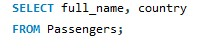 SELECT full_name, country
FROM Passengers;